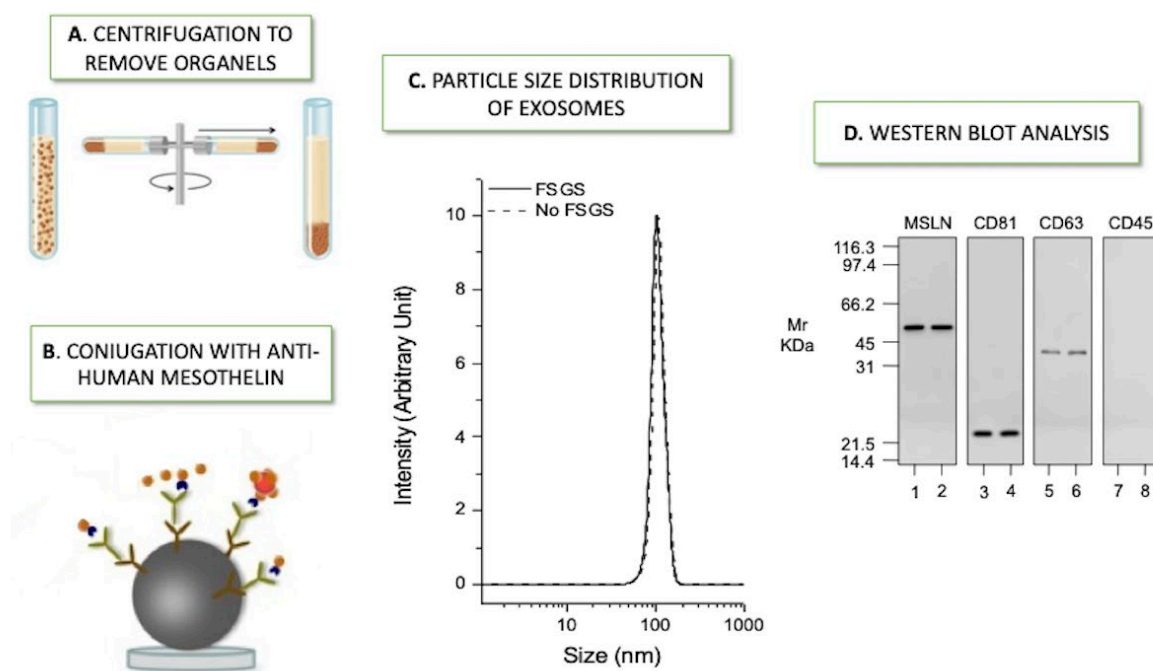 A. CENTRIFUGATION TO
REMOVE ORGANELS
B. CONIUGATION WITH ANTI-
HUMAN MESOTHELIN
C. PARTICLE SIZE DISTRIBUTION
OF EXOSOMES
FSGS
No FSGS
Intensity (Arbitrary Unit)
10
8
6
4
2
0
10 100 1000
Size (nm)
D. WESTERN BLOT ANALYSIS
MSLN CD81 CD63 CD45
Mr
KDa
116.3
97.4
66.2
45
31
21.5
14.4
1 2 3 4 5 6 7 8